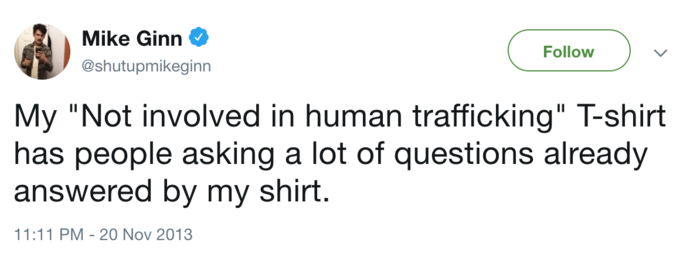 Mike Ginn
@shutupmikeginn
Follow
My "Not involved in human trafficking" T-shirt
has people asking a lot of questions already
answered by my shirt.
11:11 PM - 20 Nov 2013